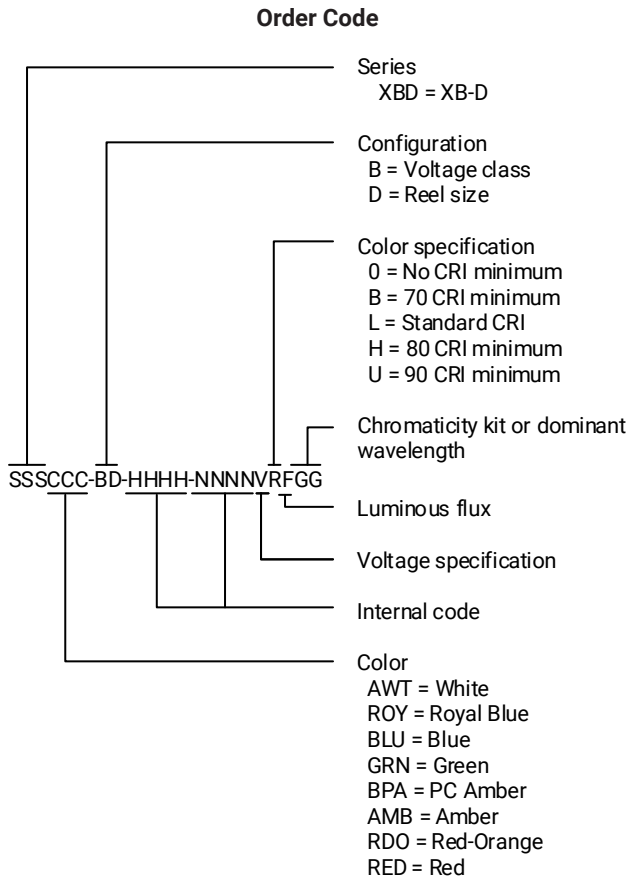 Order Code
Series
XBD = XB-D
Configuration
B = Voltage class
D = Reel size
Color specification
0 = No CRI minimum
B = 70 CRI minimum
L = Standard CRI
H = 80 CRI minimum
U = 90 CRI minimum
Chromaticity kit or dominant
wavelength
SSSCCC-BD-HHHH-NNNNVRFGG
Luminous flux
Voltage specification
Internal code
Color
AWT = White
ROY = Royal Blue
BLU = Blue
GRN = Green
BPA = PC Amber
AMB = Amber
RDO = Red-Orange
RED = Red